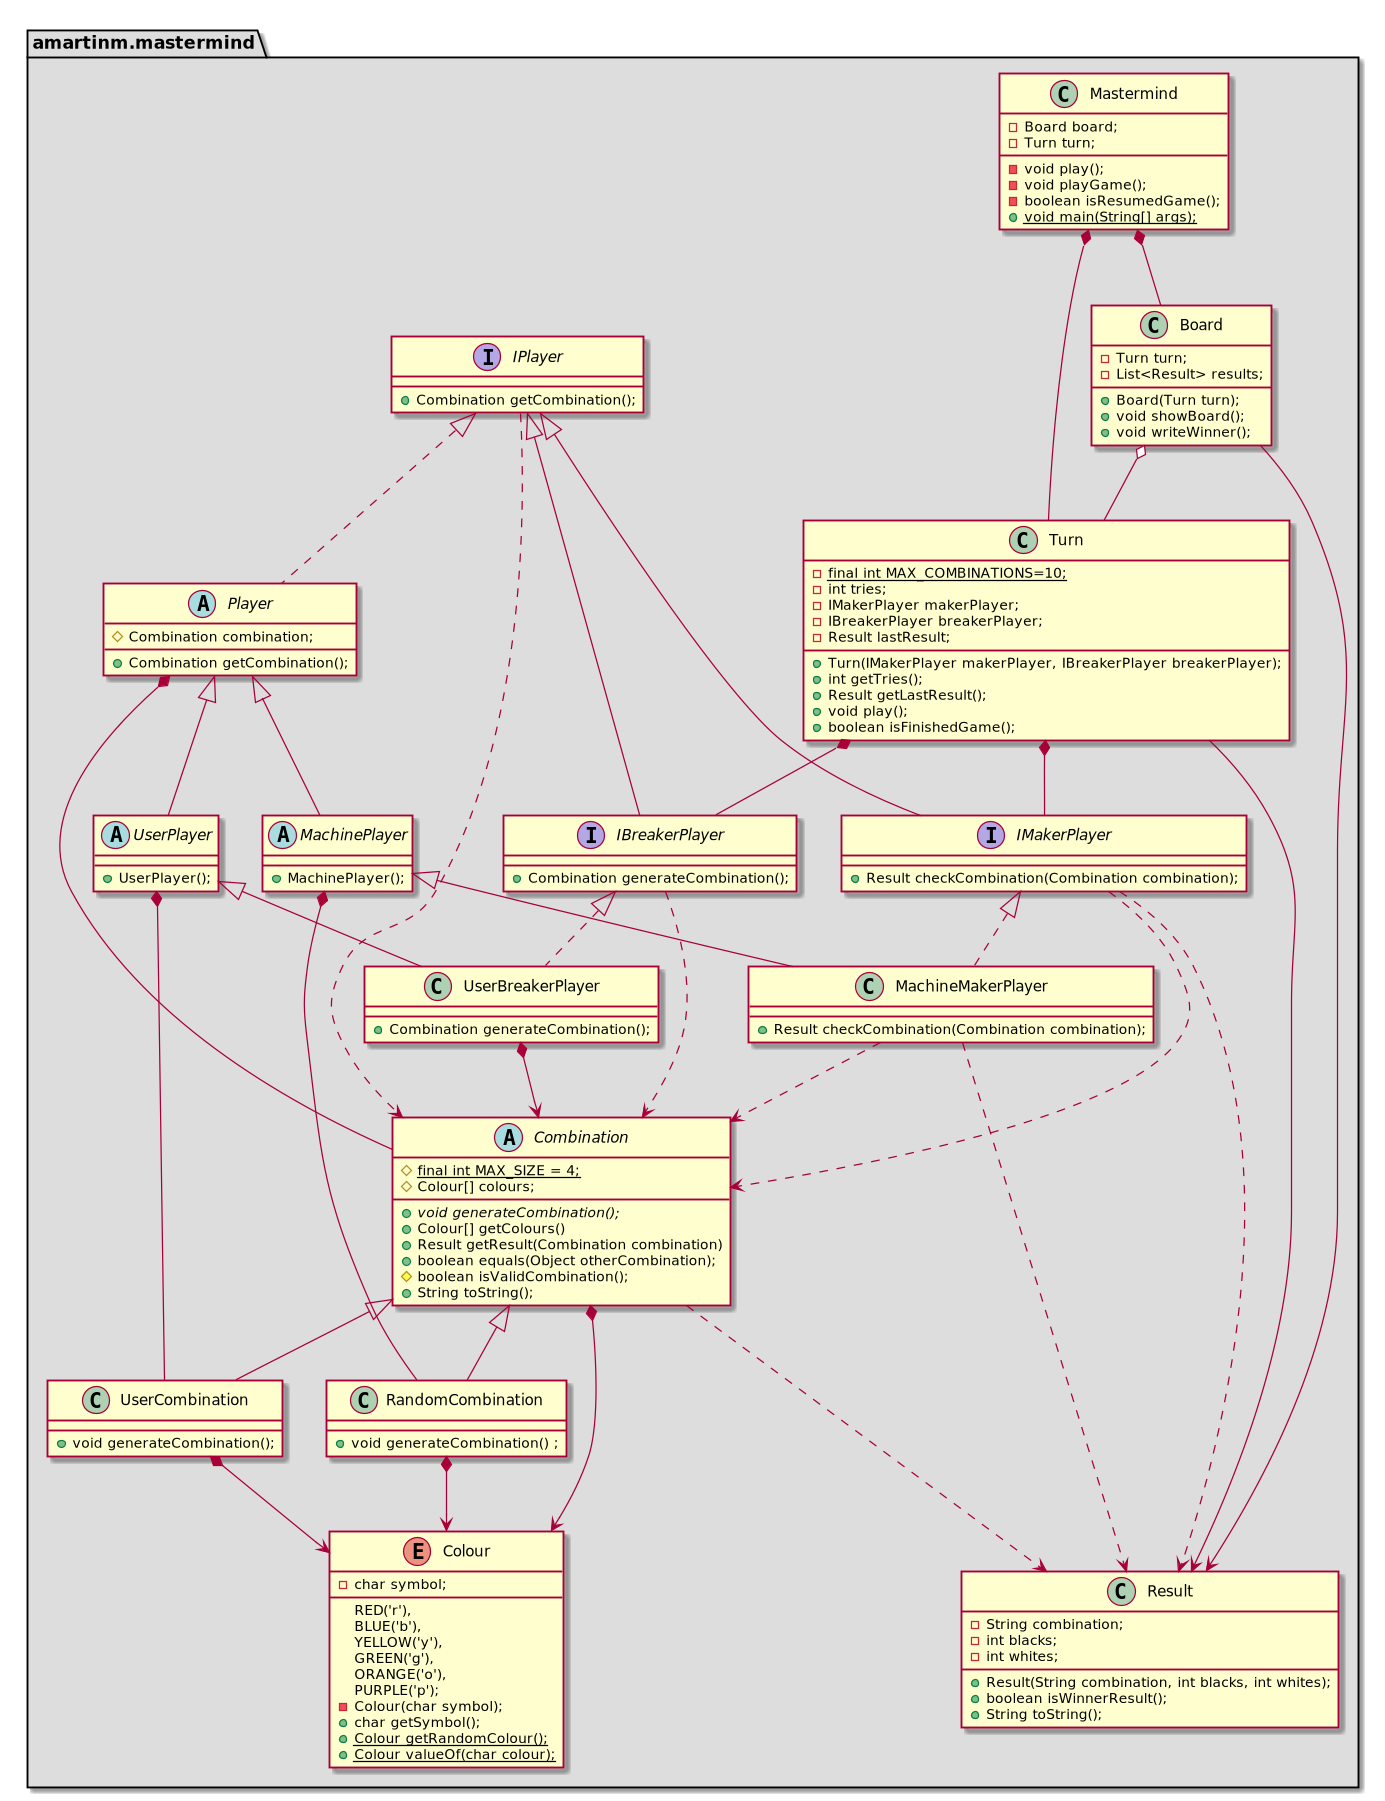 amartinm.mastermind
C Mastermind
Board board;
Turn turn;
void play();
void playGame();
boolean isResumedGame();
void main(String[] args);
C Board
Turn turn;
List<Result> results;
Board(Turn turn);
void showBoard();
void writeWinner();
I IPlayer
Combination getCombination();
C Turn
final int MAX_COMBINATIONS=10;
int tries;
IMakerPlayer makerPlayer;
IBreakerPlayer breakerPlayer;
Result lastResult;
Turn(IMakerPlayer makerPlayer, IBreakerPlayer breakerPlayer);
int getTries();
Result getLastResult();
void play();
boolean isFinishedGame();
A Player
Combination combination;
Combination getCombination();
A UserPlayer
UserPlayer();
A MachinePlayer
MachinePlayer();
I IBreakerPlayer
Combination generateCombination();
I IMakerPlayer
Result checkCombination(Combination combination);
C UserBreakerPlayer
Combination generateCombination();
C MachineMakerPlayer
Result checkCombination(Combination combination);
A Combination
final int MAX_SIZE = 4;
Colour[] colours;
void generateCombination();
Colour[] getColours()
Result getResult(Combination combination)
boolean equals(Object otherCombination);
boolean isValidCombination();
String toString();
C UserCombination
void generateCombination();
C RandomCombination
void generateCombination() ;
E Colour
char symbol;
RED('r'),
BLUE('b'),
YELLOW('y'),
GREEN('g'),
ORANGE('o'),
PURPLE('p');
Colour(char symbol);
char getSymbol();
Colour getRandomColour();
Colour valueOf(char colour);
C Result
String combination;
int blacks;
int whites;
Result(String combination, int blacks, int whites);
boolean isWinnerResult();
String toString();